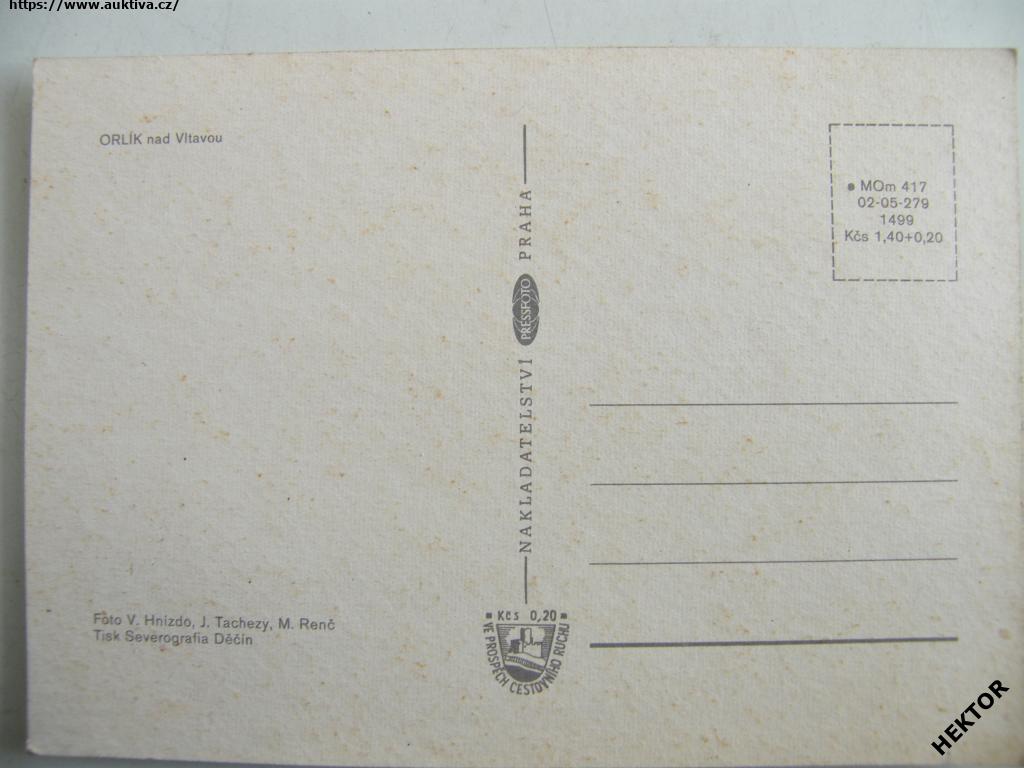 https://www.auktiva.cz/
ORLÍK nad Vltavou
NAKLADATELSTVÍ PRESSFOTO PRAHA
• MOm 417
02-05-279
1499
Kčs 1,40+0,20
Foto V. Hnizdo, J. Tachezy, M. Renč
Tisk Severografia Děčín
▪ Kčs 0,20 ▪
VE PROSPĚCH CESTOVNÍHO RUCHU
HEKTOR